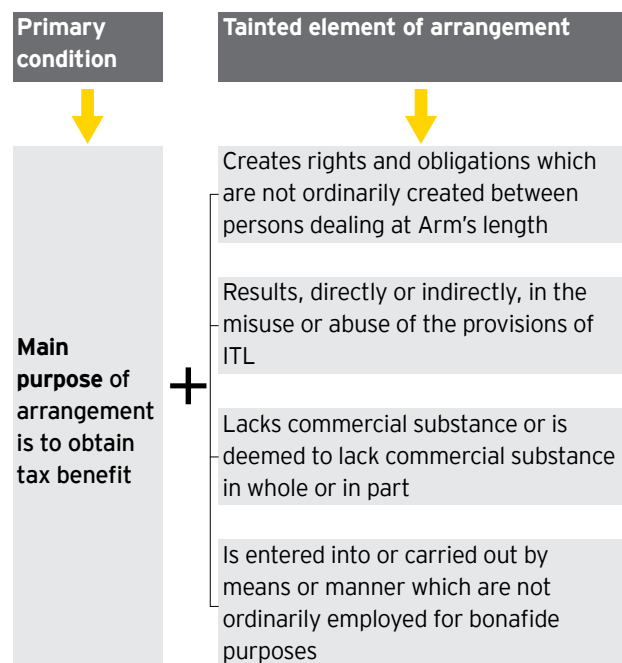 Primary
condition
Tainted element of arrangement
Main
purpose of
arrangement
is to obtain
tax benefit
+
Creates rights and obligations which
are not ordinarily created between
persons dealing at Arm's length
Results, directly or indirectly, in the
misuse or abuse of the provisions of
ITL
Lacks commercial substance or is
deemed to lack commercial substance
in whole or in part
Is entered into or carried out by
means or manner which are not
ordinarily employed for bonafide
purposes